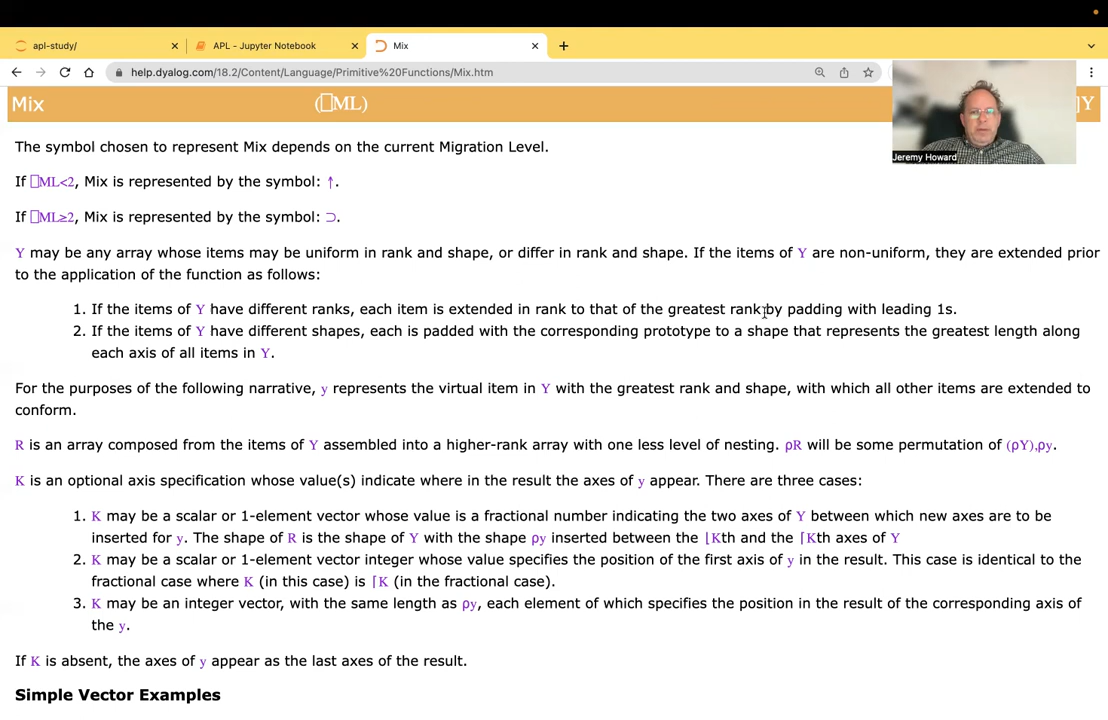 apl-study/
APL - Jupyter Notebook
Mix
help.dyalog.com/18.2/Content/Language/Primitive%20Functions/Mix.htm
Mix (⎕ML) ]Y
Jeremy Howard
The symbol chosen to represent Mix depends on the current Migration Level.
If ⎕ML<2, Mix is represented by the symbol: ↑.
If ⎕ML≥2, Mix is represented by the symbol: ⊃.
Y may be any array whose items may be uniform in rank and shape, or differ in rank and shape. If the items of Y are non-uniform, they are extended prior
to the application of the function as follows:
1. If the items of Y have different ranks, each item is extended in rank to that of the greatest rank by padding with leading 1s.
2. If the items of Y have different shapes, each is padded with the corresponding prototype to a shape that represents the greatest length along
each axis of all items in Y.
For the purposes of the following narrative, y represents the virtual item in Y with the greatest rank and shape, with which all other items are extended to
conform.
R is an array composed from the items of Y assembled into a higher-rank array with one less level of nesting. ⍴R will be some permutation of (⍴Y),⍴y.
K is an optional axis specification whose value(s) indicate where in the result the axes of y appear. There are three cases:
1. K may be a scalar or 1-element vector whose value is a fractional number indicating the two axes of Y between which new axes are to be
inserted for y. The shape of R is the shape of Y with the shape ⍴y inserted between the ⌊Kth and the ⌈Kth axes of Y
2. K may be a scalar or 1-element vector integer whose value specifies the position of the first axis of y in the result. This case is identical to the
fractional case where K (in this case) is ⌈K (in the fractional case).
3. K may be an integer vector, with the same length as ⍴y, each element of which specifies the position in the result of the corresponding axis of
the y.
If K is absent, the axes of y appear as the last axes of the result.
Simple Vector Examples